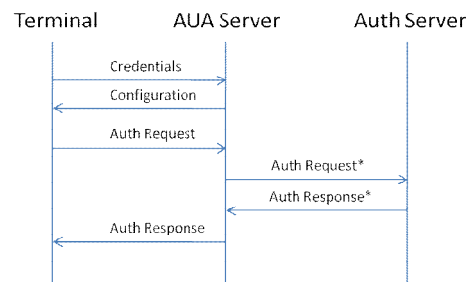 Terminal AUA Server Auth Server
Credentials
Configuration
Auth Request
Auth Request*
Auth Response*
Auth Response